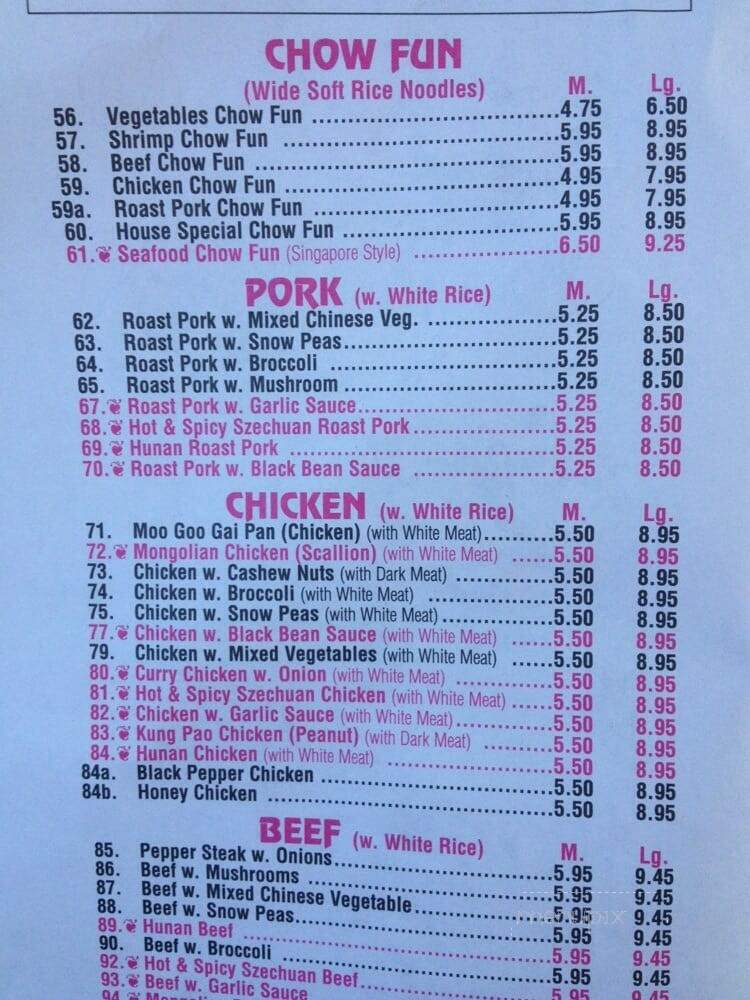 CHOW FUN
(Wide Soft Rice Noodles) M. Lg.
56. Vegetables Chow Fun 4.75 6.50
57. Shrimp Chow Fun 5.95 8.95
58. Beef Chow Fun 5.95 8.95
59. Chicken Chow Fun 4.95 7.95
59a. Roast Pork Chow Fun 4.95 7.95
60. House Special Chow Fun 5.95 8.95
61. Seafood Chow Fun (Singapore Style) 6.50 9.25
PORK (w. White Rice) M. Lg.
62. Roast Pork w. Mixed Chinese Veg. 5.25 8.50
63. Roast Pork w. Snow Peas 5.25 8.50
64. Roast Pork w. Broccoli 5.25 8.50
65. Roast Pork w. Mushroom 5.25 8.50
67. Roast Pork w. Garlic Sauce 5.25 8.50
68. Hot & Spicy Szechuan Roast Pork 5.25 8.50
69. Hunan Roast Pork 5.25 8.50
70. Roast Pork w. Black Bean Sauce 5.25 8.50
CHICKEN (w. White Rice) M. Lg.
71. Moo Goo Gai Pan (Chicken) (with White Meat) 5.50 8.95
72. Mongolian Chicken (Scallion) (with White Meat) 5.50 8.95
73. Chicken w. Cashew Nuts (with Dark Meat) 5.50 8.95
74. Chicken w. Broccoli (with White Meat) 5.50 8.95
75. Chicken w. Snow Peas (with White Meat) 5.50 8.95
77. Chicken w. Black Bean Sauce (with White Meat) 5.50 8.95
79. Chicken w. Mixed Vegetables (with White Meat) 5.50 8.95
80. Curry Chicken w. Onion (with White Meat) 5.50 8.95
81. Hot & Spicy Szechuan Chicken (with White Meat) 5.50 8.95
82. Chicken w. Garlic Sauce (with White Meat) 5.50 8.95
83. Kung Pao Chicken (Peanut) (with Dark Meat) 5.50 8.95
84. Hunan Chicken (with White Meat) 5.50 8.95
84a. Black Pepper Chicken 5.50 8.95
84b. Honey Chicken 5.50 8.95
BEEF (w. White Rice) M. Lg.
85. Pepper Steak w. Onions 5.95 9.45
86. Beef w. Mushrooms 5.95 9.45
87. Beef w. Mixed Chinese Vegetable 5.95 9.45
88. Beef w. Snow Peas 5.95 9.45
89. Hunan Beef 5.95 9.45
90. Beef w. Broccoli 5.95 9.45
92. Hot & Spicy Szechuan Beef 5.95 9.45
93. Beef w. Garlic Sauce
94.